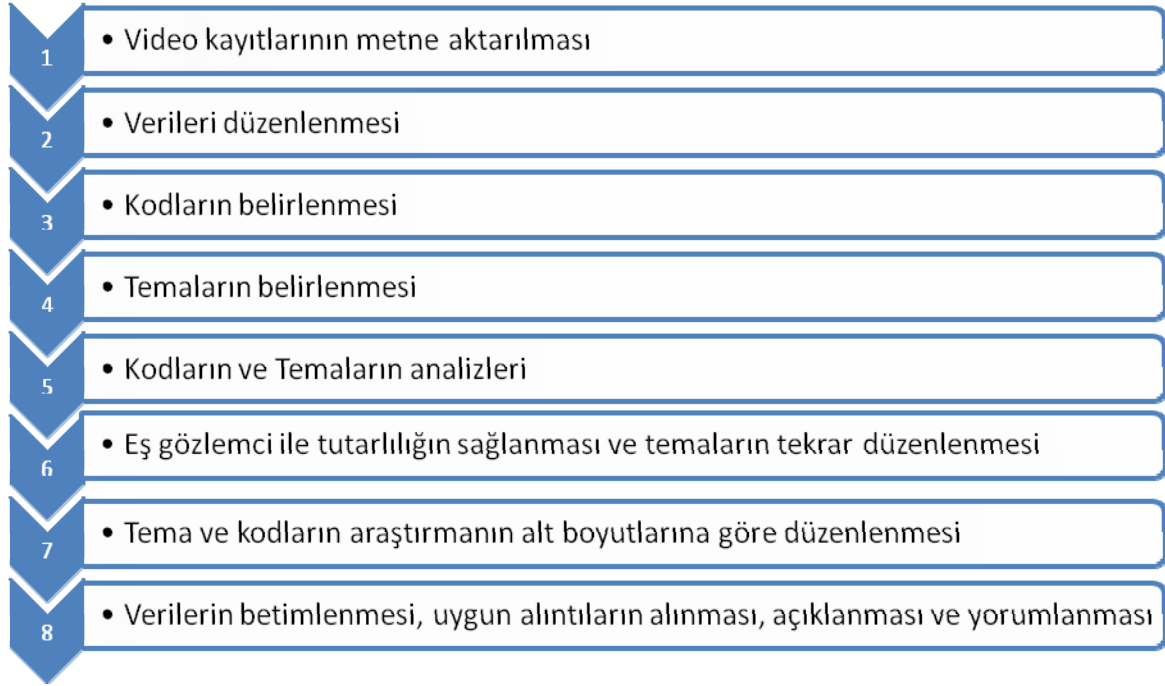 1 • Video kayıtlarının metne aktarılması
2 • Verileri düzenlenmesi
3 • Kodların belirlenmesi
4 • Temaların belirlenmesi
5 • Kodların ve Temaların analizleri
6 • Eş gözlemci ile tutarlılığın sağlanması ve temaların tekrar düzenlenmesi
7 • Tema ve kodların araştırmanın alt boyutlarına göre düzenlenmesi
8 • Verilerin betimlenmesi, uygun alıntıların alınması, açıklanması ve yorumlanması